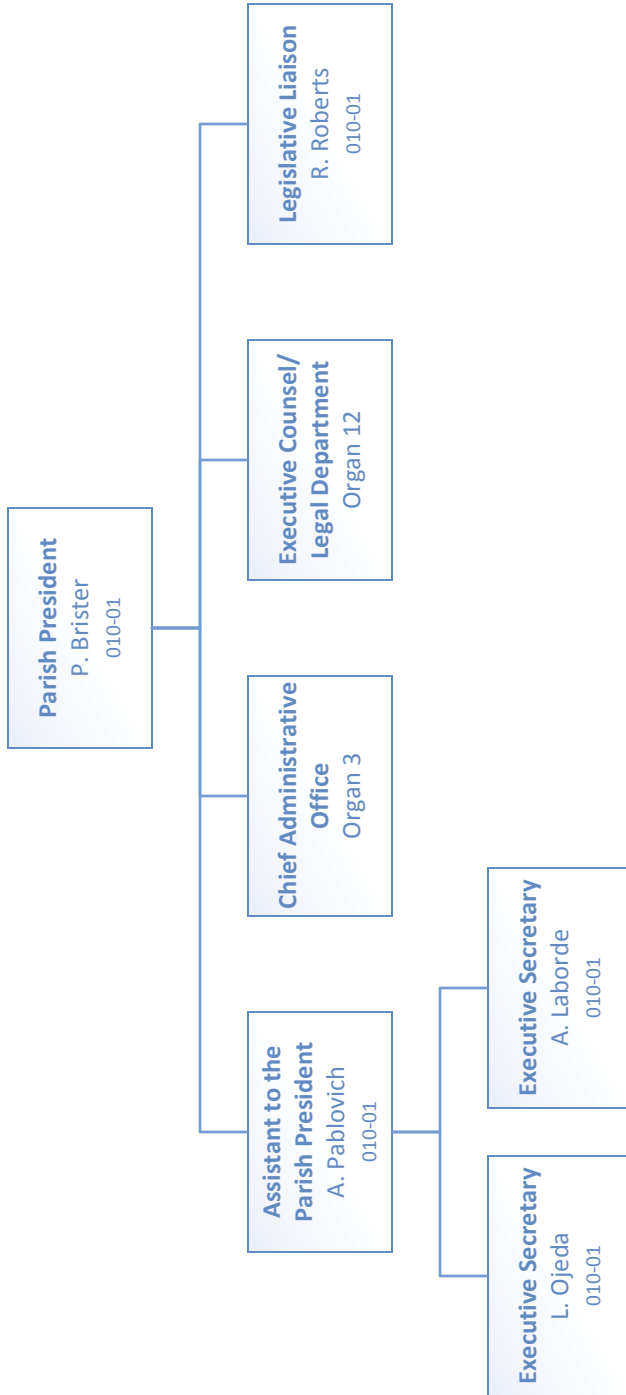 Parish President
P. Brister
010-01
Assistant to the
Parish President
A. Pablovich
010-01
Chief Administrative
Office
Organ 3
Executive Counsel/
Legal Department
Organ 12
Legislative Liaison
R. Roberts
010-01
Executive Secretary
L. Ojeda
010-01
Executive Secretary
A. Laborde
010-01